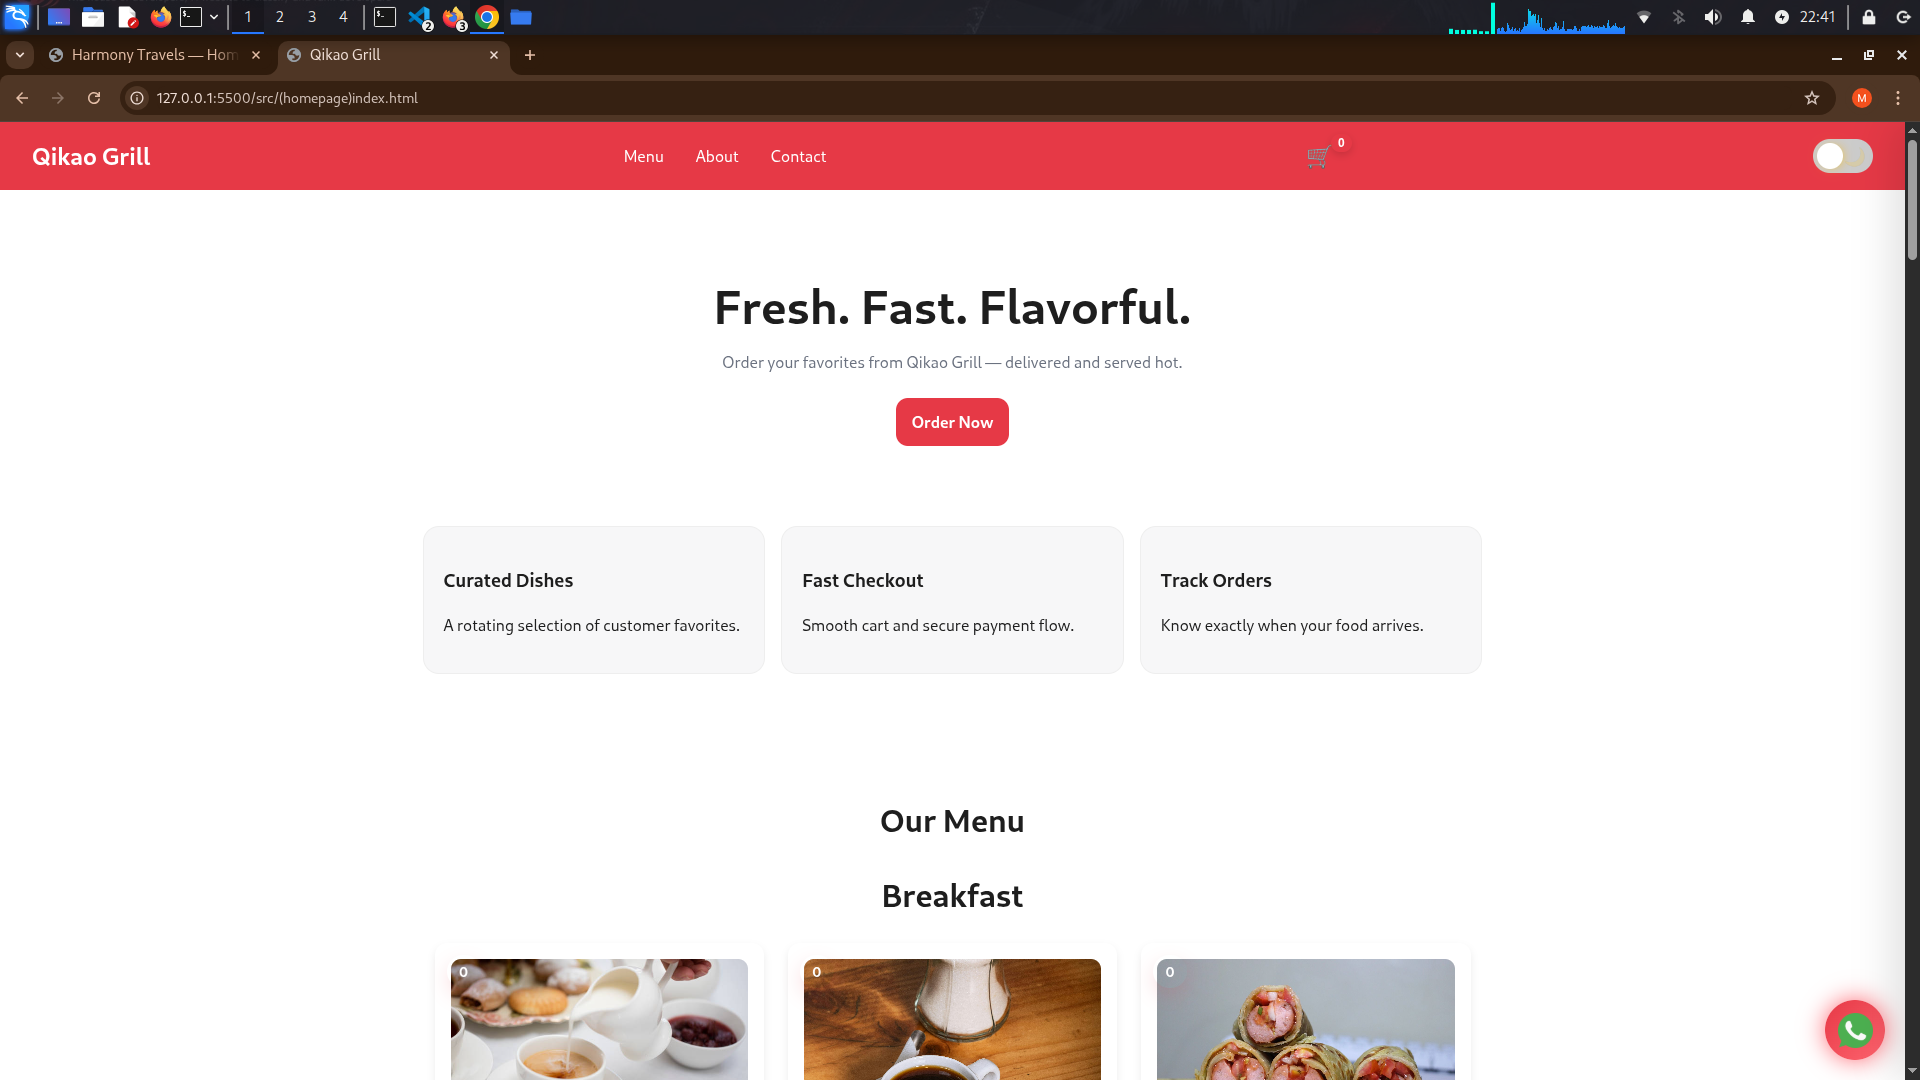 1 2 3 4 2 3 22:41
Harmony Travels — Hom
Qikao Grill
127.0.0.1:5500/src/(homepage)index.html
M
Qikao Grill
Menu About Contact
0
Fresh. Fast. Flavorful.
Order your favorites from Qikao Grill — delivered and served hot.
Order Now
Curated Dishes
A rotating selection of customer favorites.
Fast Checkout
Smooth cart and secure payment flow.
Track Orders
Know exactly when your food arrives.
Our Menu
Breakfast
0 0 0